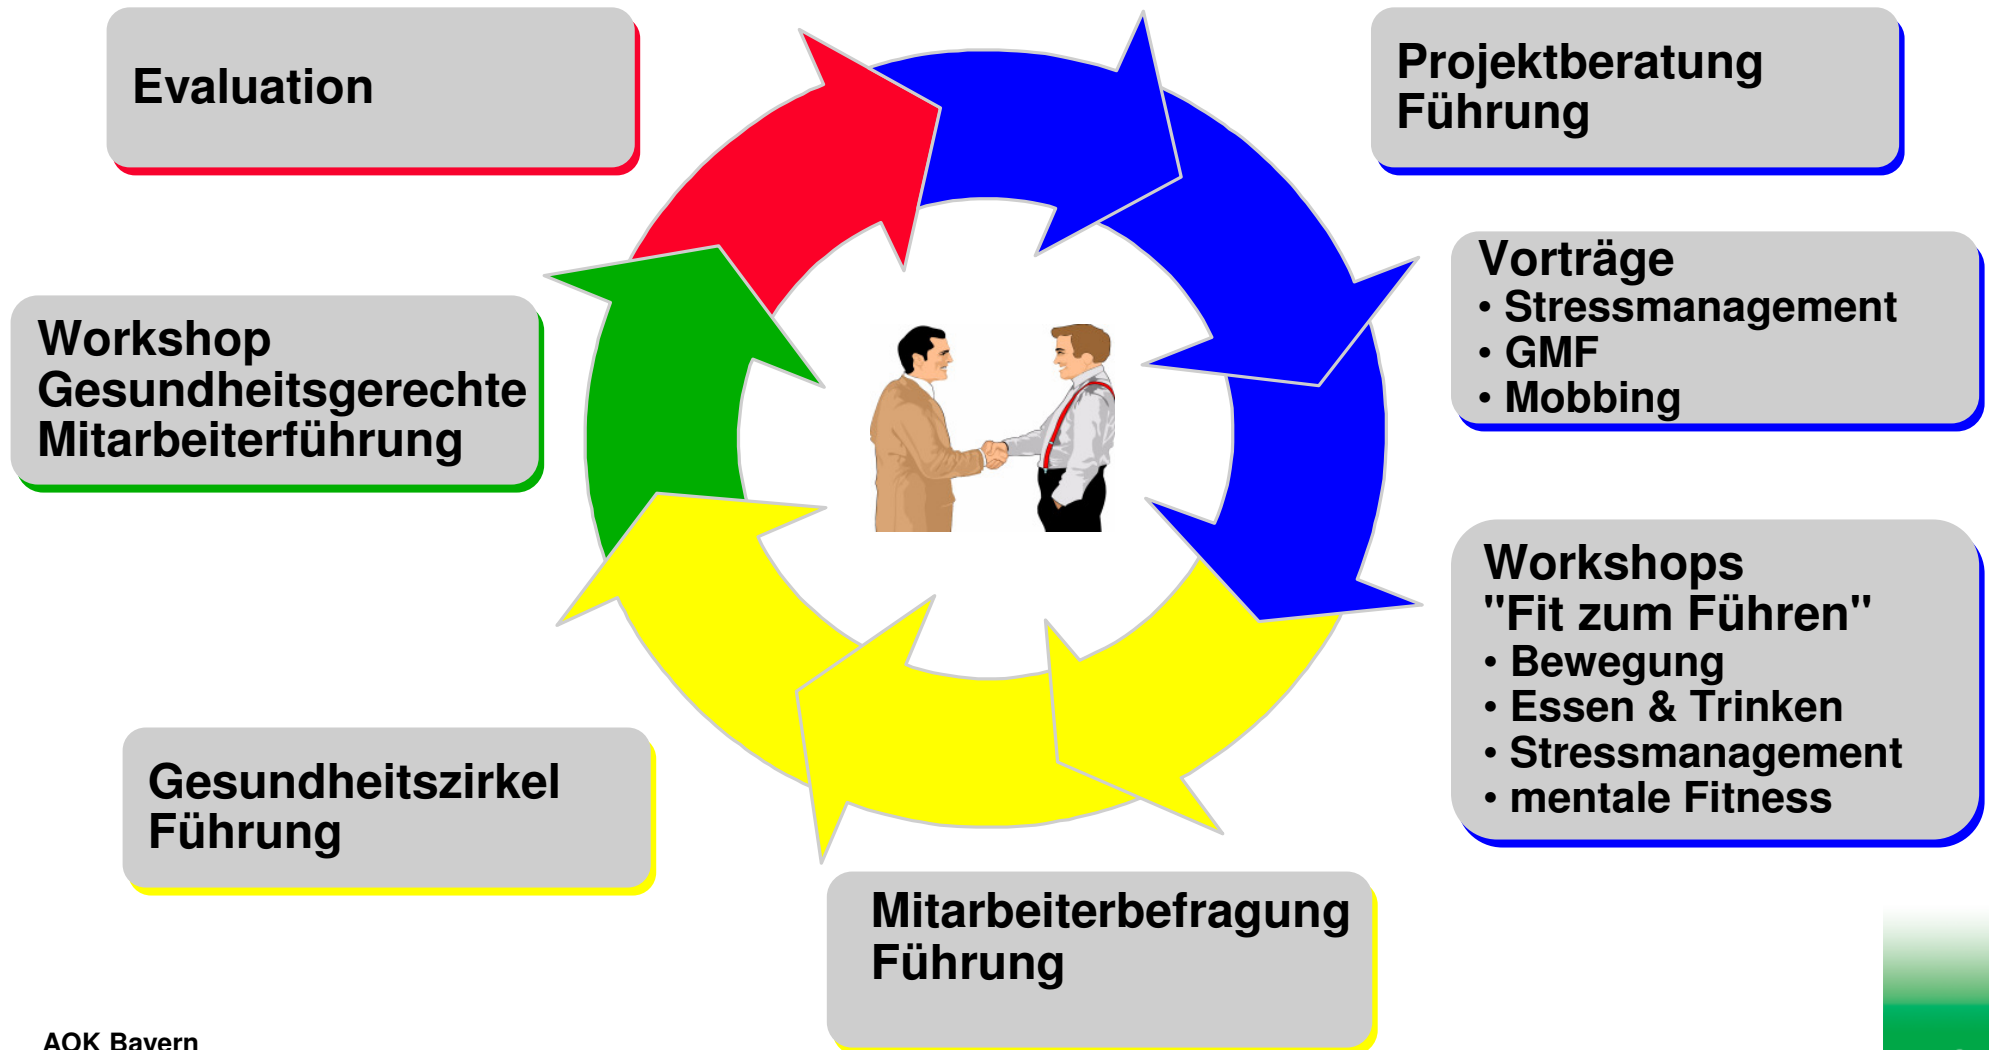 Evaluation
Projektberatung
Führung
Vorträge
• Stressmanagement
• GMF
• Mobbing
Workshop
Gesundheitsgerechte
Mitarbeiterführung
Workshops
"Fit zum Führen"
• Bewegung
• Essen & Trinken
• Stressmanagement
• mentale Fitness
Gesundheitszirkel
Führung
Mitarbeiterbefragung
Führung
AOK Bayern